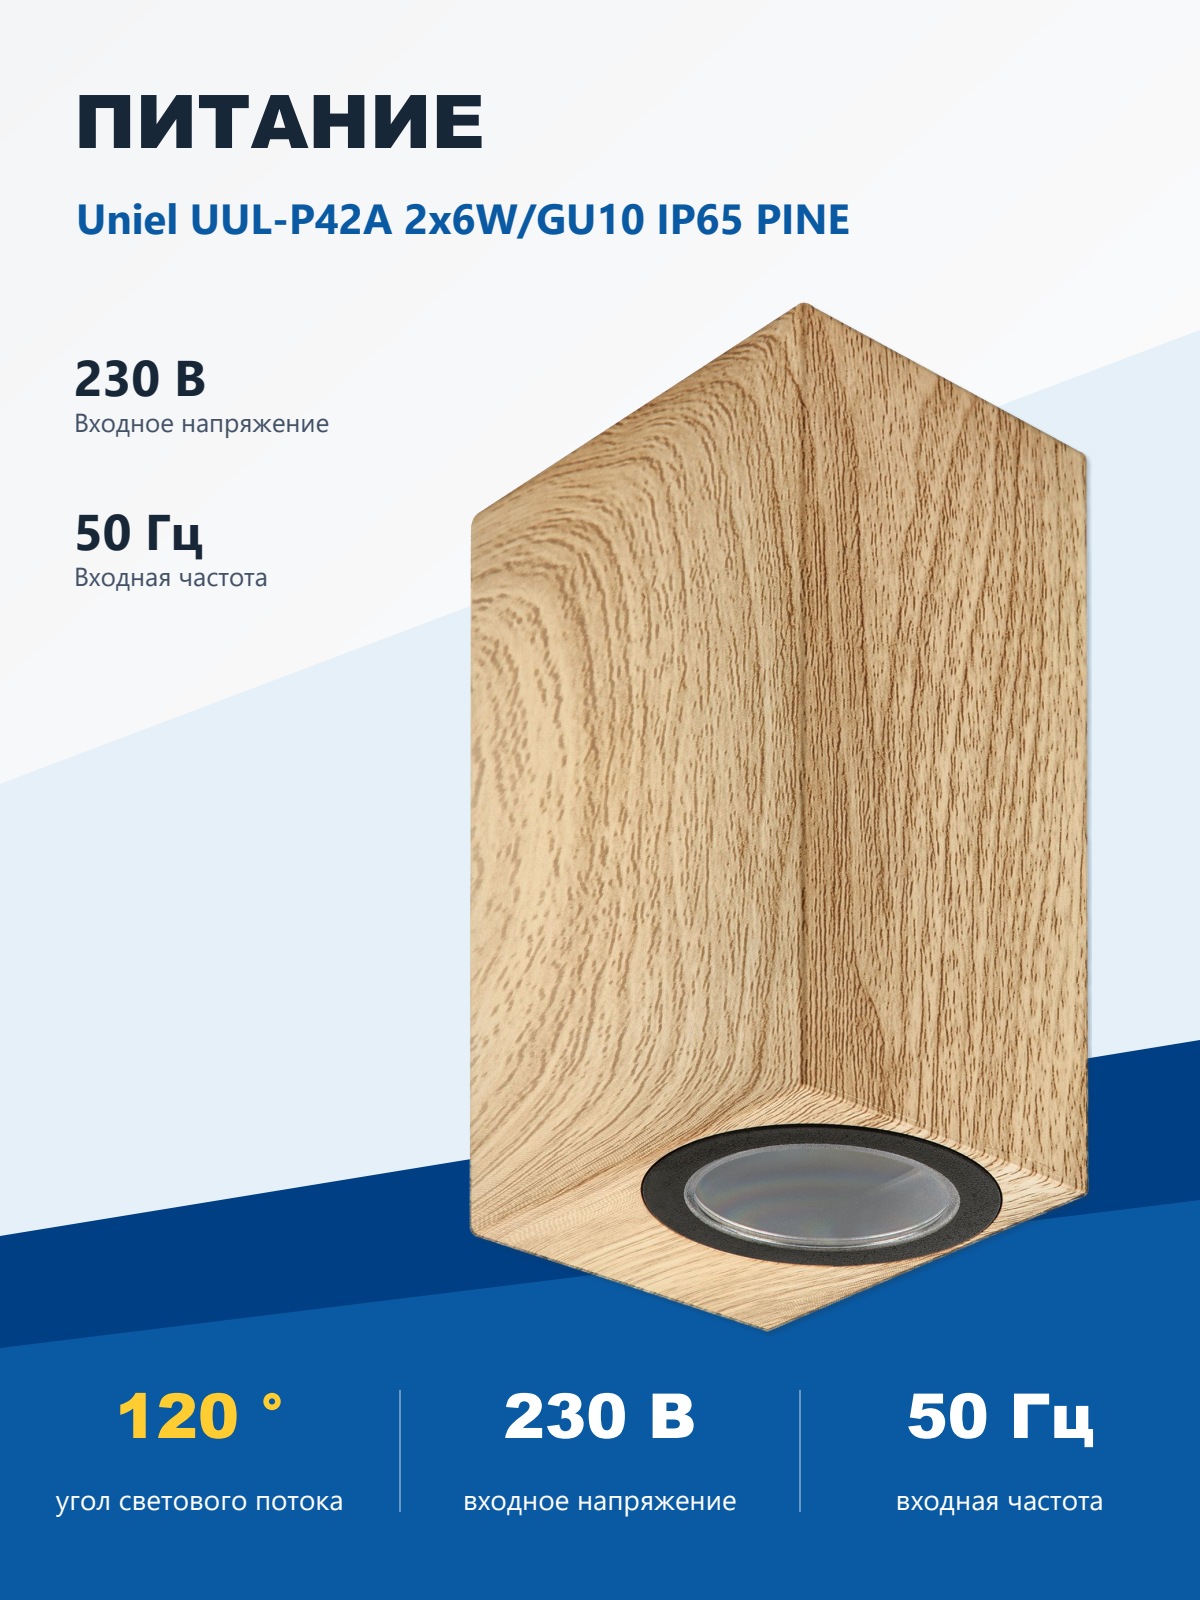 ПИТАНИЕ
Uniel UUL-P42A 2x6W/GU10 IP65 PINE
230 В
Входное напряжение
50 Гц
Входная частота
120 °
угол светового потока
230 В
входное напряжение
50 Гц
входная частота